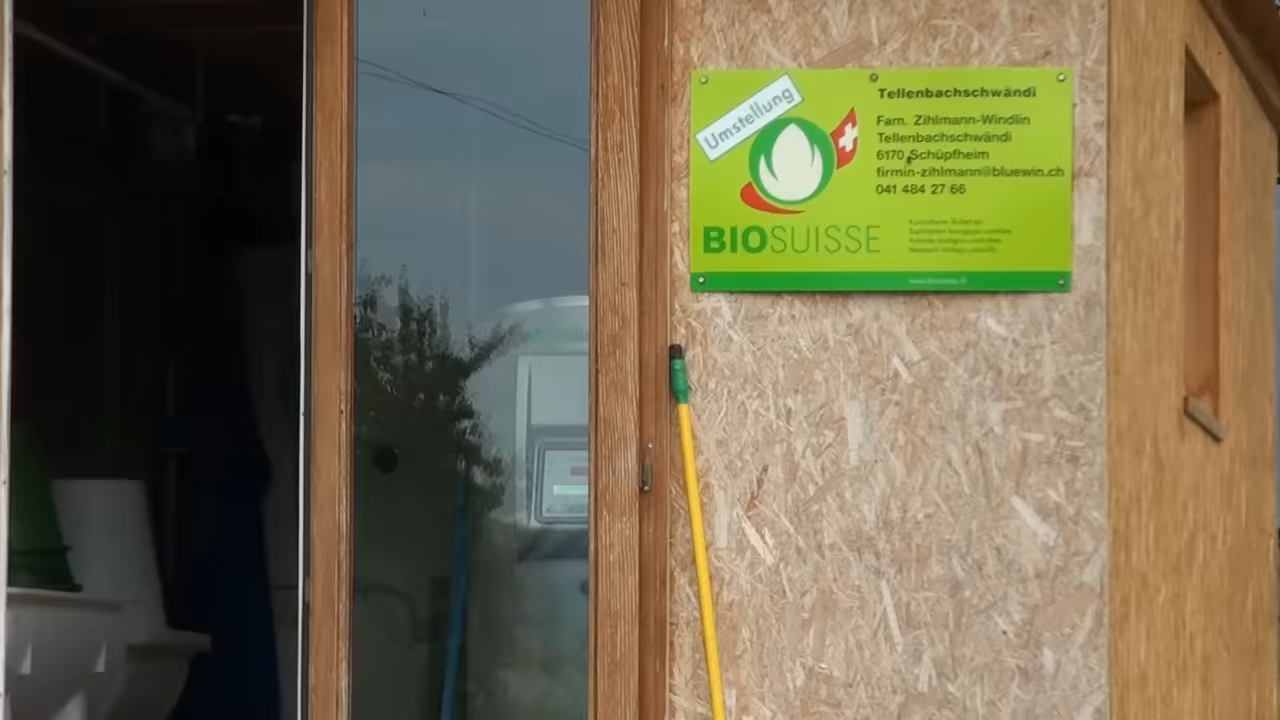 Umstellung
BIOSUISSE
Tellenbachschwändi
Fam. Zihlmann-Windlin
Tellenbachschwändi
6170 Schüpfheim
firmin-zihlmann@bluewin.ch
041 484 27 66